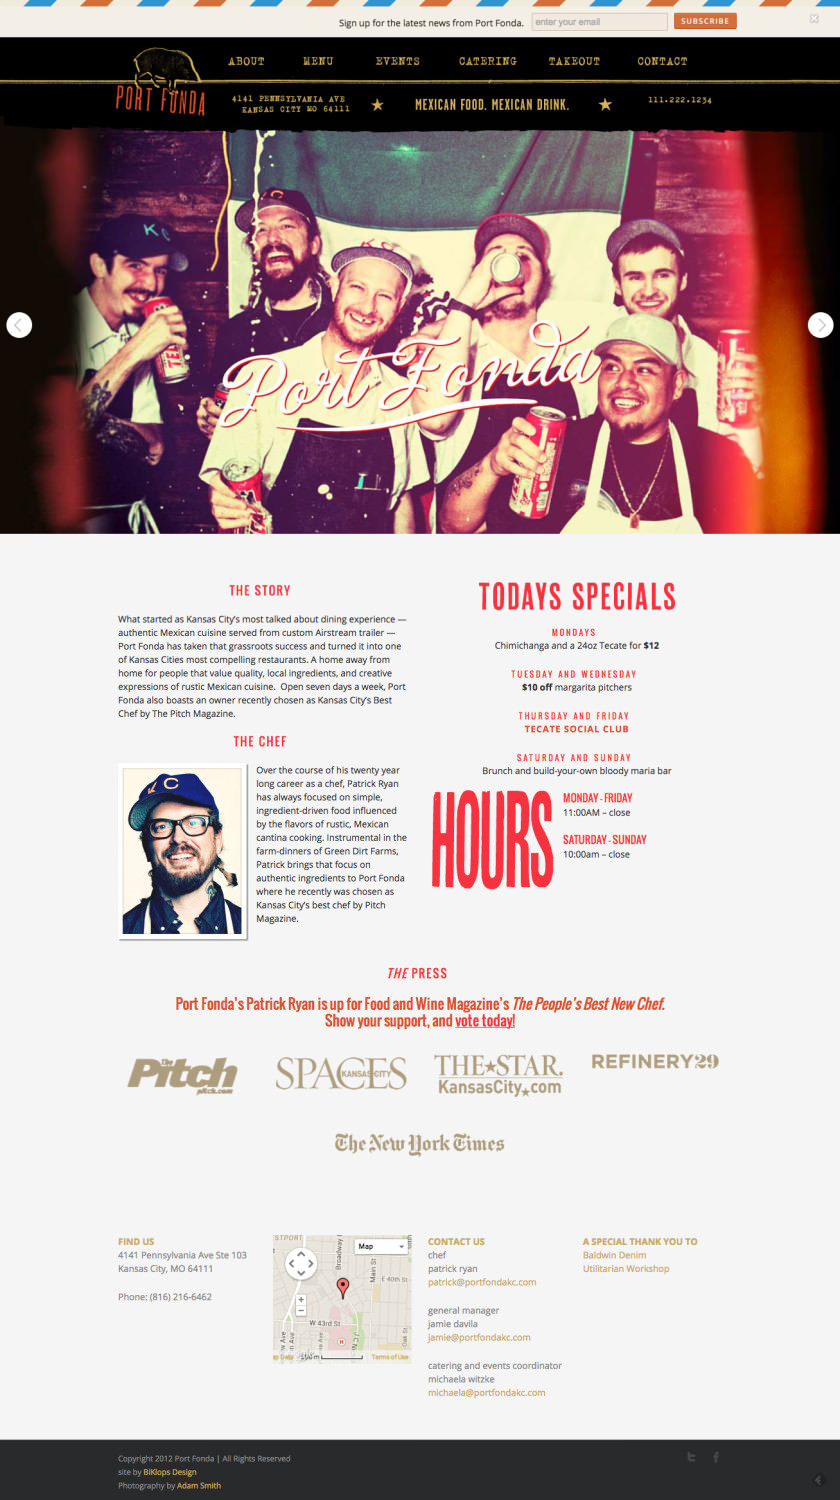 Sign up for the latest news from Port Fonda.
enter your email
SUBSCRIBE
ABOUT
MENU
EVENTS
CATERING
TAKEOUT
CONTACT
PORT FONDA
4141 PENNSYLVANIA AVE
KANSAS CITY MO 64111
MEXICAN FOOD. MEXICAN DRINK.
111.222.1234
KC
Port Fonda
THE STORY
What started as Kansas City's most talked about dining experience —
authentic Mexican cuisine served from custom Airstream trailer —
Port Fonda has taken that grassroots success and turned it into one
of Kansas Cities most compelling restaurants. A home away from
home for people that value quality, local ingredients, and creative
expressions of rustic Mexican cuisine. Open seven days a week, Port
Fonda also boasts an owner recently chosen as Kansas City's Best
Chef by The Pitch Magazine.
THE CHEF
Over the course of his twenty year
long career as a chef, Patrick Ryan
has always focused on simple,
ingredient-driven food influenced
by the flavors of rustic, Mexican
cantina cooking. Instrumental in the
farm-dinners of Green Dirt Farms,
Patrick brings that focus on
authentic ingredients to Port Fonda
where he recently was chosen as
Kansas City's best chef by Pitch
Magazine.
TODAYS SPECIALS
MONDAYS
Chimichanga and a 24oz Tecate for $12
TUESDAY AND WEDNESDAY
$10 off margarita pitchers
THURSDAY AND FRIDAY
TECATE SOCIAL CLUB
SATURDAY AND SUNDAY
Brunch and build-your-own bloody maria bar
HOURS
MONDAY - FRIDAY
11:00AM – close
SATURDAY - SUNDAY
10:00am – close
THE PRESS
Port Fonda's Patrick Ryan is up for Food and Wine Magazine's The People's Best New Chef.
Show your support, and vote today!
The Pitch
pitch.com
SPACES
KANSAS CITY
THE STAR.
KansasCity.com
REFINERY29
The New York Times
FIND US
4141 Pennsylvania Ave Ste 103
Kansas City, MO 64111
Phone: (816) 216-6462
STPORT
Broadway
Map
Main St
E 40th St
W 43rd St
Oak St
Terms of Use
CONTACT US
chef
patrick ryan
patrick@portfondakc.com
general manager
jamie davila
jamie@portfondakc.com
catering and events coordinator
michaela witzke
michaela@portfondakc.com
A SPECIAL THANK YOU TO
Baldwin Denim
Utilitarian Workshop
Copyright 2012 Port Fonda | All Rights Reserved
site by BiKlops Design
Photography by Adam Smith